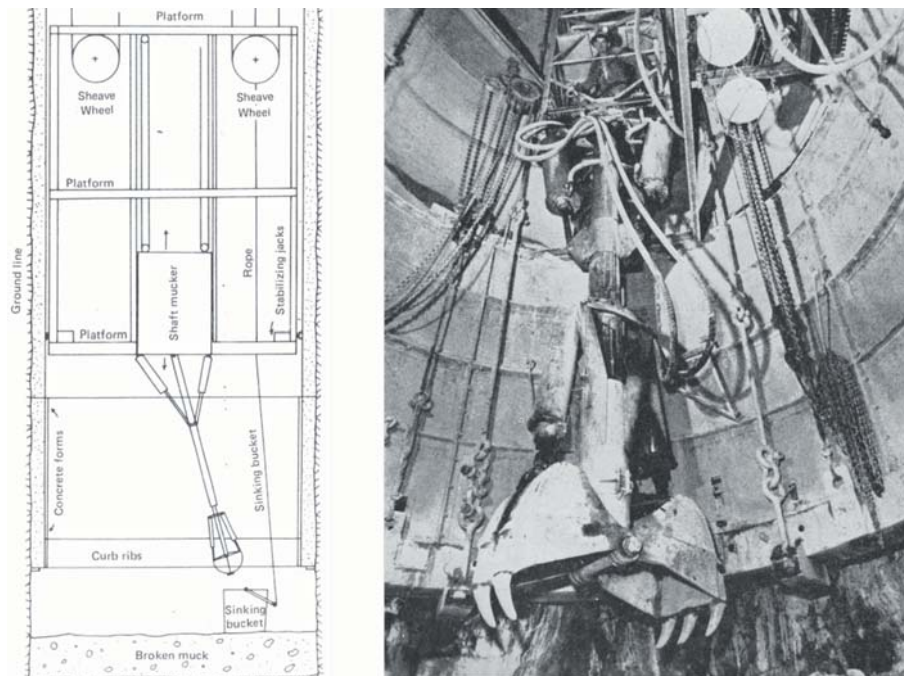 Platform
Sheave
Wheel
Sheave
Wheel
Platform
Ground line
Rope
Stabilizing jacks
Shaft mucker
Platform
Concrete forms
Sinking bucket
Curb ribs
Sinking
bucket
Broken muck